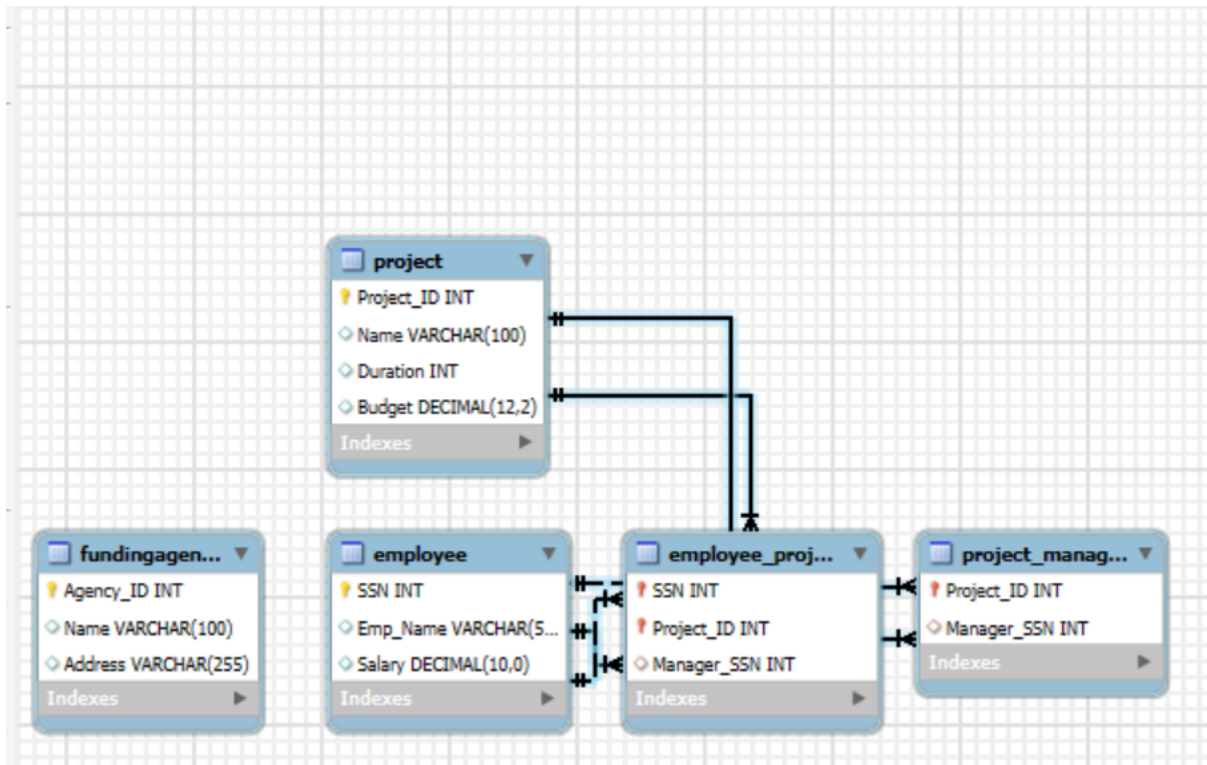 project
Project_ID INT
Name VARCHAR(100)
Duration INT
Budget DECIMAL(12,2)
Indexes
fundingagen...
Agency_ID INT
Name VARCHAR(100)
Address VARCHAR(255)
Indexes
employee
SSN INT
Emp_Name VARCHAR(5...
Salary DECIMAL(10,0)
Indexes
employee_proj...
SSN INT
Project_ID INT
Manager_SSN INT
Indexes
project_manag...
Project_ID INT
Manager_SSN INT
Indexes